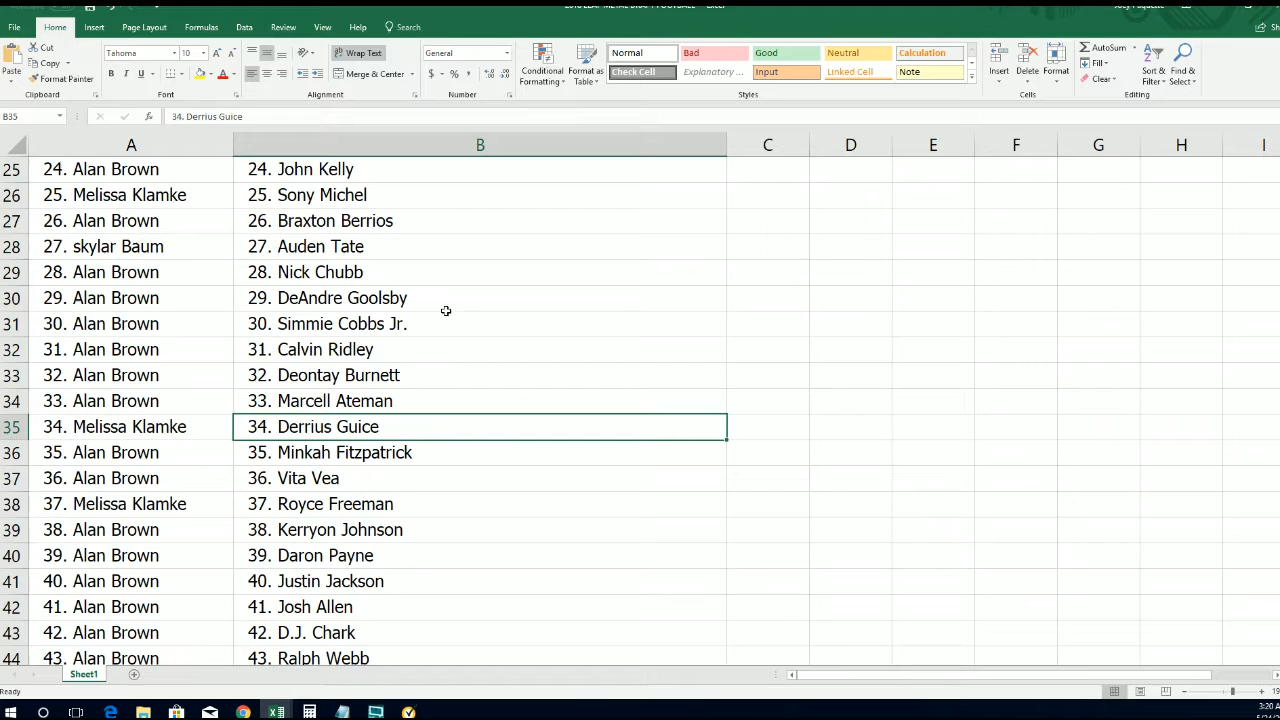 File Home Insert Page Layout Formulas Data Review View Help Search
Cut Tahoma 10 Wrap Text General Normal Bad Good Neutral Calculation AutoSum
Copy Fill
Paste Format Painter Merge & Center Conditional Formatting Format as Table Check Cell Explanatory ... Input Linked Cell Note Insert Delete Format Clear Sort & Filter Find & Select
Clipboard Font Alignment Number Styles Cells Editing
B35 34. Derrius Guice
A B C D E F G H I
25 24. Alan Brown 24. John Kelly
26 25. Melissa Klamke 25. Sony Michel
27 26. Alan Brown 26. Braxton Berrios
28 27. skylar Baum 27. Auden Tate
29 28. Alan Brown 28. Nick Chubb
30 29. Alan Brown 29. DeAndre Goolsby
31 30. Alan Brown 30. Simmie Cobbs Jr.
32 31. Alan Brown 31. Calvin Ridley
33 32. Alan Brown 32. Deontay Burnett
34 33. Alan Brown 33. Marcell Ateman
35 34. Melissa Klamke 34. Derrius Guice
36 35. Alan Brown 35. Minkah Fitzpatrick
37 36. Alan Brown 36. Vita Vea
38 37. Melissa Klamke 37. Royce Freeman
39 38. Alan Brown 38. Kerryon Johnson
40 39. Alan Brown 39. Daron Payne
41 40. Alan Brown 40. Justin Jackson
42 41. Alan Brown 41. Josh Allen
43 42. Alan Brown 42. D.J. Chark
44 43. Alan Brown 43. Ralph Webb
Sheet1
Ready
3:20 A